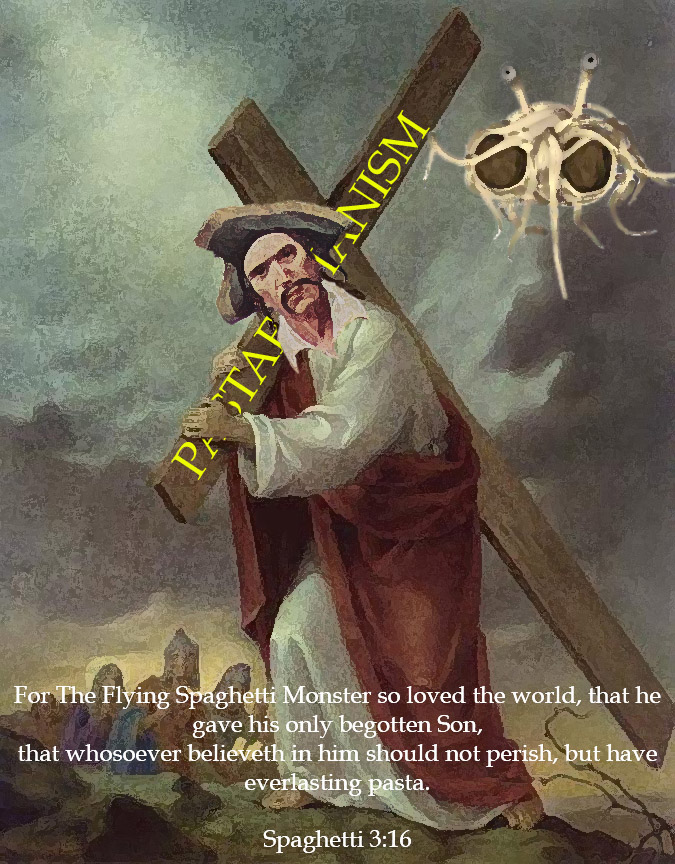 PASTAF IANISM
For The Flying Spaghetti Monster so loved the world, that he
gave his only begotten Son,
that whosoever believeth in him should not perish, but have
everlasting pasta.
Spaghetti 3:16